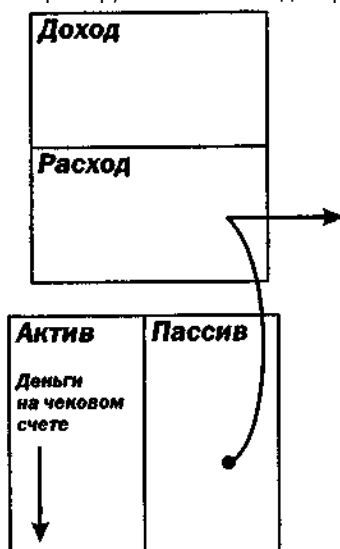 Доход
Расход
Актив
Пассив
Деньги
на чековом
счете